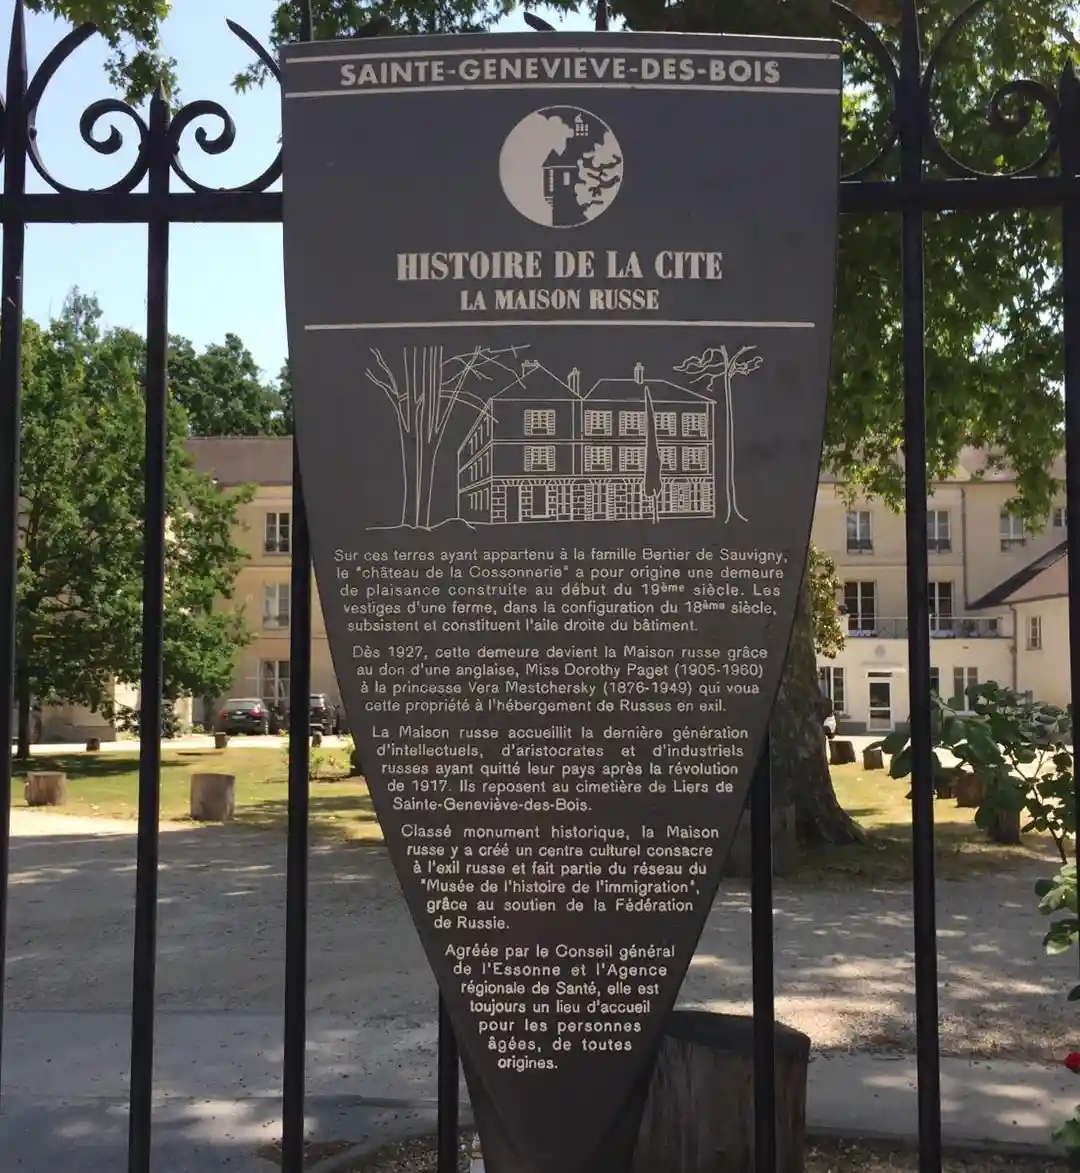 SAINTE-GENEVIEVE-DES-BOIS
HISTOIRE DE LA CITE
LA MAISON RUSSE
Sur ces terres ayant appartenu à la famille Bertier de Sauvigny,
le "château de la Cossonnerie" a pour origine une demeure
de plaisance construite au début du 19ème siècle. Les
vestiges d'une ferme, dans la configuration du 18ème siècle,
subsistent et constituent l'aile droite du bâtiment.
Dès 1927, cette demeure devient la Maison russe grâce
au don d'une anglaise, Miss Dorothy Paget (1905-1960)
à la princesse Vera Mestchersky (1876-1949) qui voua
cette propriété à l'hébergement de Russes en exil.
La Maison russe accueillit la dernière génération
d'intellectuels, d'aristocrates et d'industriels
russes ayant quitté leur pays après la révolution
de 1917. Ils reposent au cimetière de Liers de
Sainte-Geneviève-des-Bois.
Classé monument historique, la Maison
russe y a créé un centre culturel consacre
à l'exil russe et fait partie du réseau du
"Musée de l'histoire de l'immigration",
grâce au soutien de la Fédération
de Russie.
Agréée par le Conseil général
de l'Essonne et l'Agence
régionale de Santé, elle est
toujours un lieu d'accueil
pour les personnes
âgées, de toutes
origines.